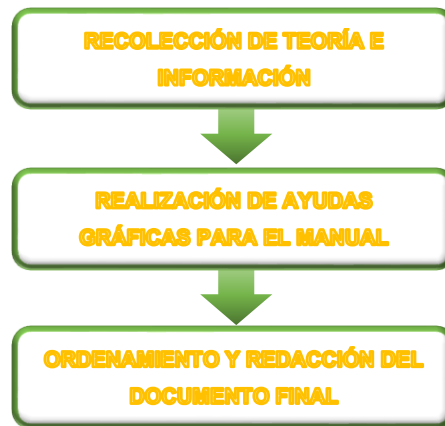 RECOLECCIÓN DE TEORÍA E
INFORMACIÓN
REALIZACIÓN DE AYUDAS
GRÁFICAS PARA EL MANUAL
ORDENAMIENTO Y REDACCIÓN DEL
DOCUMENTO FINAL